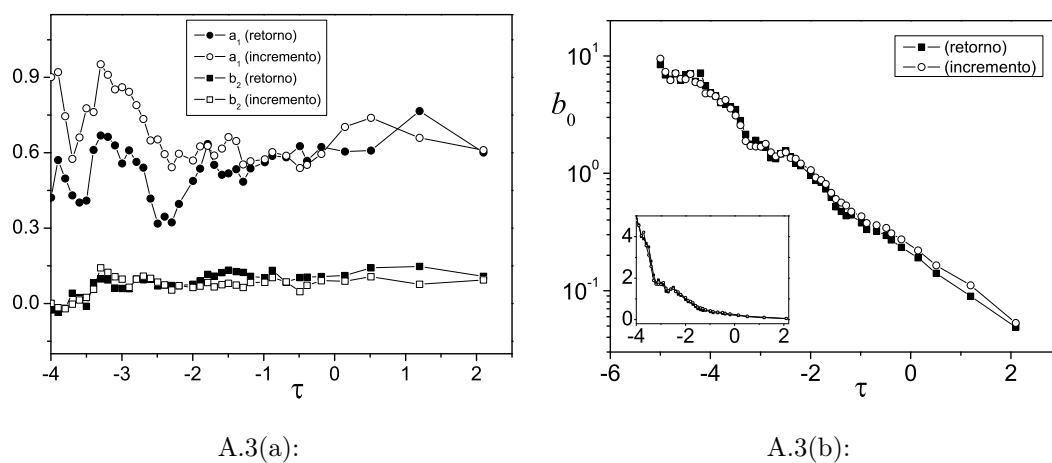 a₁ (retorno)
a₁ (incremento)
b₂ (retorno)
b₂ (incremento)
0.9
0.6
0.3
0.0
-4 -3 -2 -1 0 1 2
τ
A.3(a):
(retorno)
(incremento)
b₀
10¹
10⁰
10⁻¹
4
2
0
-4 -2 0 2
-6 -4 -2 0 2
τ
A.3(b):